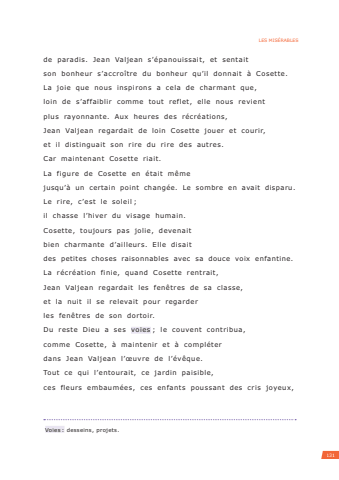 LES MISÉRABLES
de paradis. Jean Valjean s’épanouissait, et sentait
son bonheur s’accroître du bonheur qu’il donnait à Cosette.
La joie que nous inspirons a cela de charmant que,
loin de s’affaiblir comme tout reflet, elle nous revient
plus rayonnante. Aux heures des récréations,
Jean Valjean regardait de loin Cosette jouer et courir,
et il distinguait son rire du rire des autres.
Car maintenant Cosette riait.
La figure de Cosette en était même
jusqu’à un certain point changée. Le sombre en avait disparu.
Le rire, c’est le soleil ;
il chasse l’hiver du visage humain.
Cosette, toujours pas jolie, devenait
bien charmante d’ailleurs. Elle disait
des petites choses raisonnables avec sa douce voix enfantine.
La récréation finie, quand Cosette rentrait,
Jean Valjean regardait les fenêtres de sa classe,
et la nuit il se relevait pour regarder
les fenêtres de son dortoir.
Du reste Dieu a ses voies ; le couvent contribua,
comme Cosette, à maintenir et à compléter
dans Jean Valjean l’œuvre de l’évêque.
Tout ce qui l’entourait, ce jardin paisible,
ces fleurs embaumées, ces enfants poussant des cris joyeux,
Voies : desseins, projets.
121